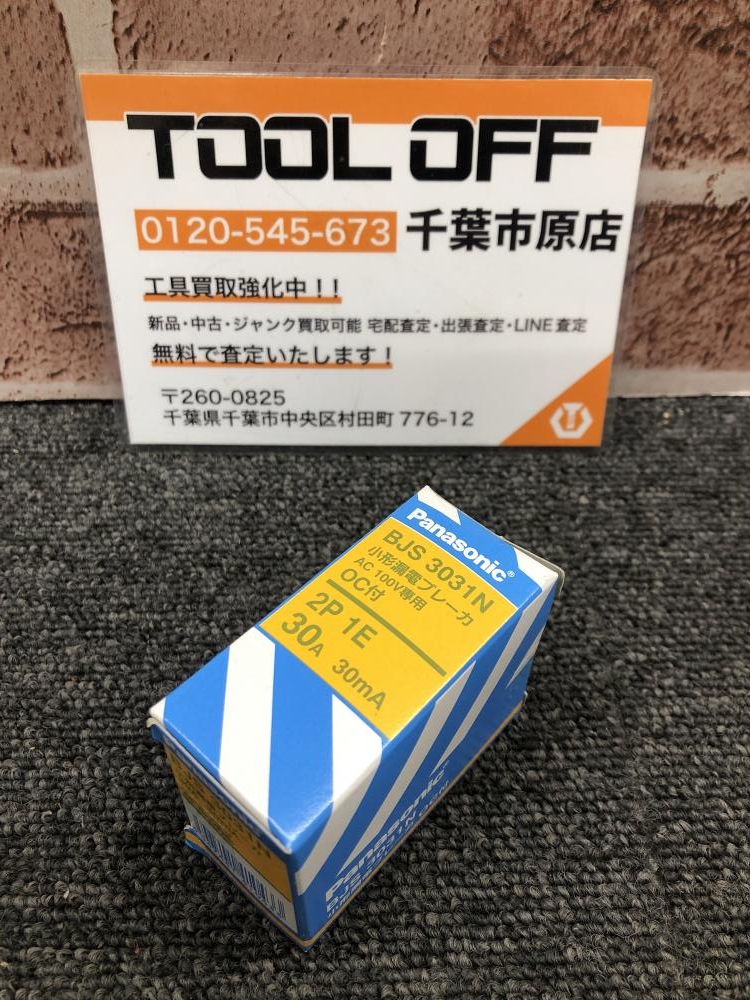 TOOL OFF
0120-545-673 千葉市原店
工具買取強化中！！
新品・中古・ジャンク買取可能 宅配査定・出張査定・LINE査定
無料で査定いたします！
〒260-0825
千葉県千葉市中央区村田町 776-12
Panasonic®
BJS 3031N
小形漏電ブレーカ
AC 100V専用
OC付
2P 1E
30A 30mA
Panasonic